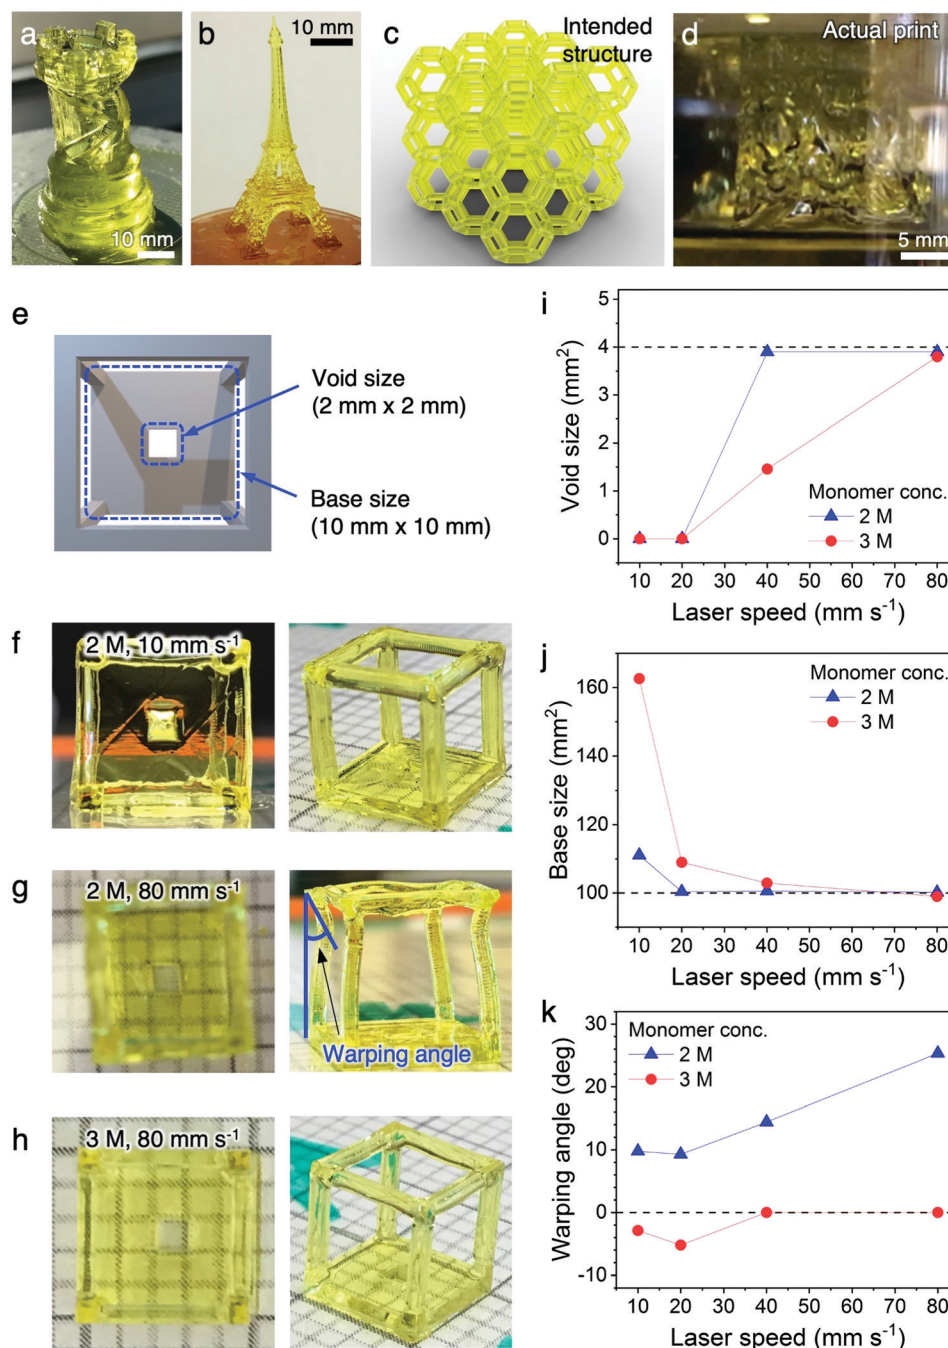 a
10 mm
b
10 mm
c
Intended
structure
d
Actual print
5 mm
e
Void size
(2 mm x 2 mm)
Base size
(10 mm x 10 mm)
f
2 M, 10 mm s⁻¹
g
2 M, 80 mm s⁻¹
Warping angle
h
3 M, 80 mm s⁻¹
i
Void size (mm²)
5
4
3
2
1
0
Monomer conc.
2 M
3 M
10 20 30 40 50 60 70 80
Laser speed (mm s⁻¹)
j
Base size (mm²)
160
140
120
100
Monomer conc.
2 M
3 M
10 20 30 40 50 60 70 80
Laser speed (mm s⁻¹)
k
Warping angle (deg)
30
20
10
0
-10
Monomer conc.
2 M
3 M
10 20 30 40 50 60 70 80
Laser speed (mm s⁻¹)